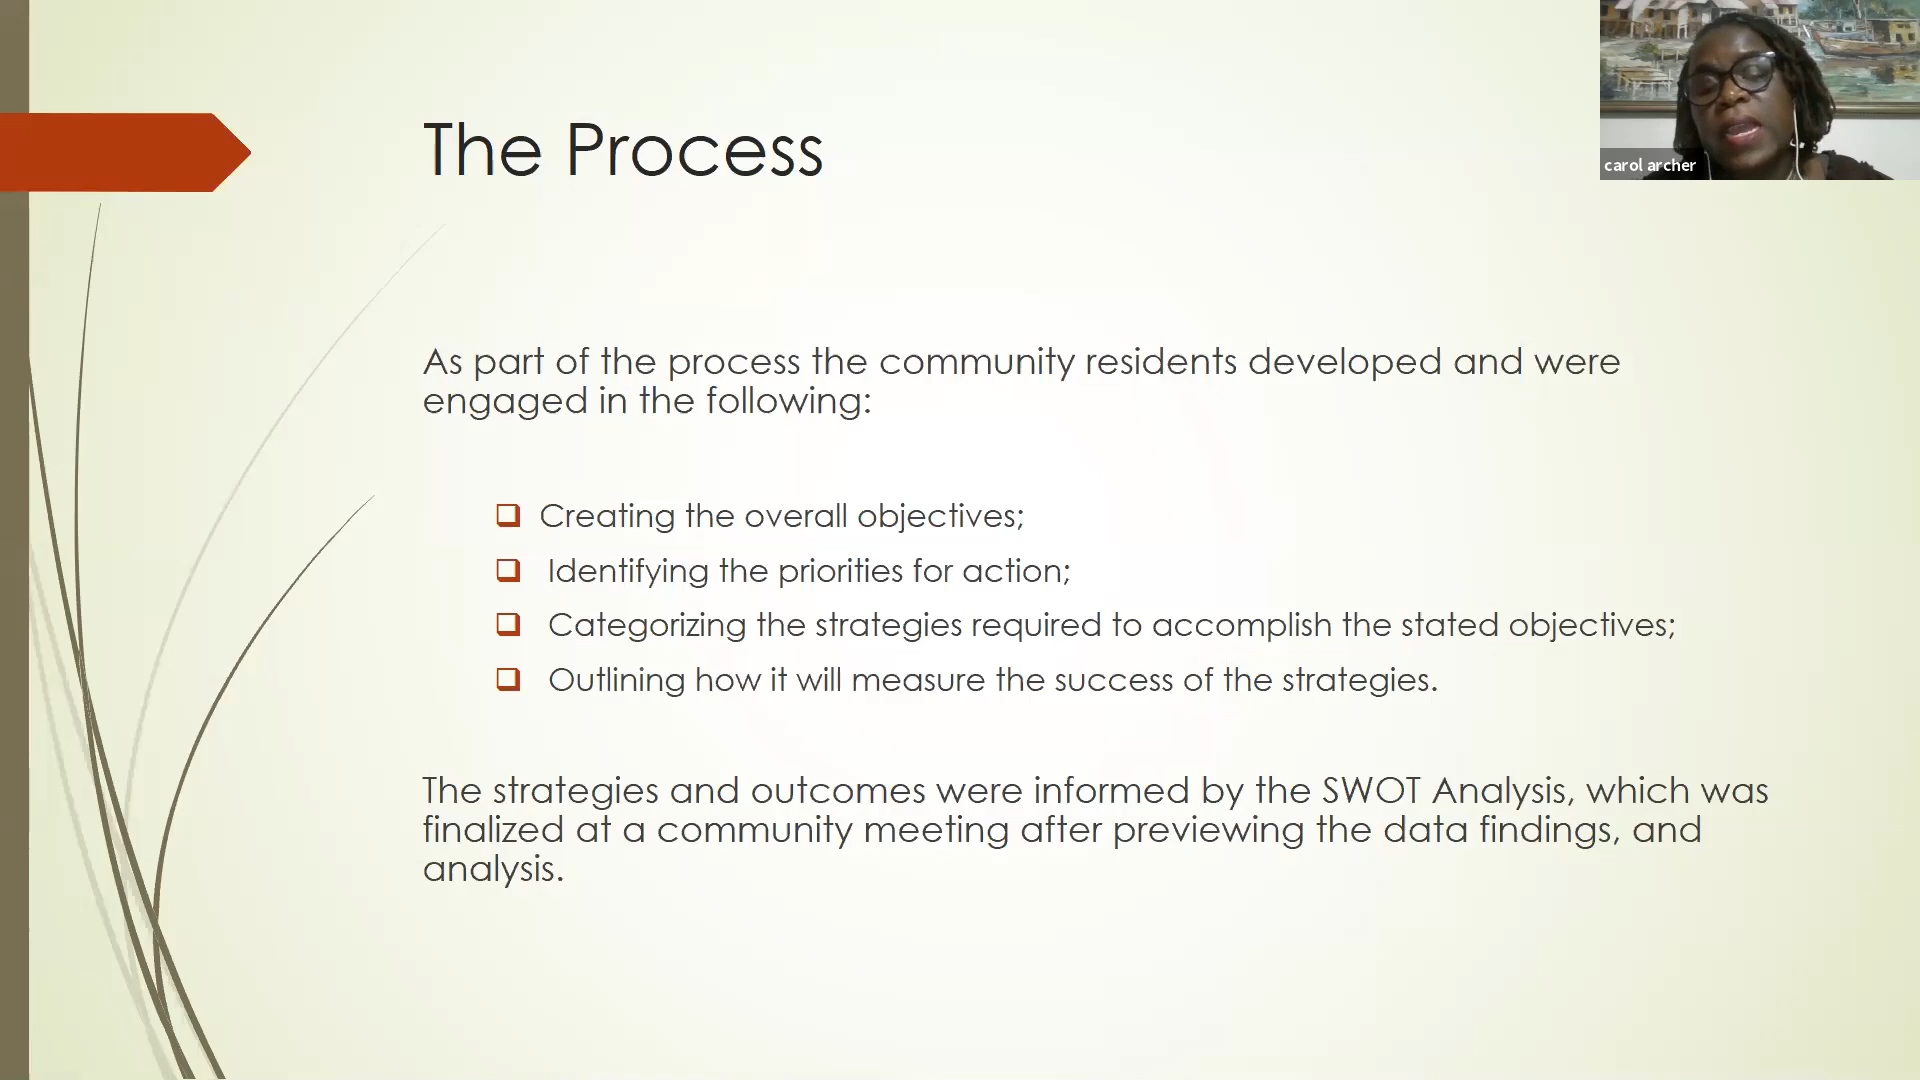 The Process
carol archer
As part of the process the community residents developed and were
engaged in the following:
Creating the overall objectives;
Identifying the priorities for action;
Categorizing the strategies required to accomplish the stated objectives;
Outlining how it will measure the success of the strategies.
The strategies and outcomes were informed by the SWOT Analysis, which was
finalized at a community meeting after previewing the data findings, and
analysis.